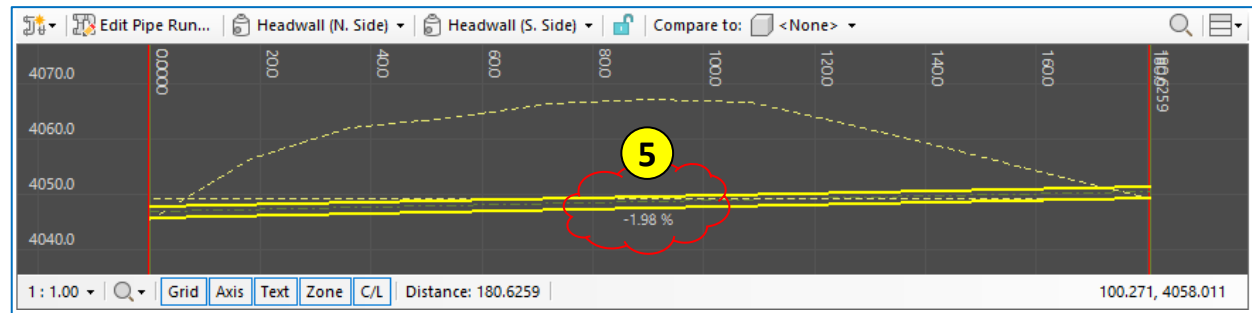 Edit Pipe Run... Headwall (N. Side) Headwall (S. Side) Compare to: <None>
0.0000 20.0 40.0 60.0 80.0 100.0 120.0 140.0 160.0 180.6259
4070.0
4060.0
5
4050.0
-1.98 %
4040.0
1 : 1.00 Grid Axis Text Zone C/L Distance: 180.6259 100.271, 4058.011